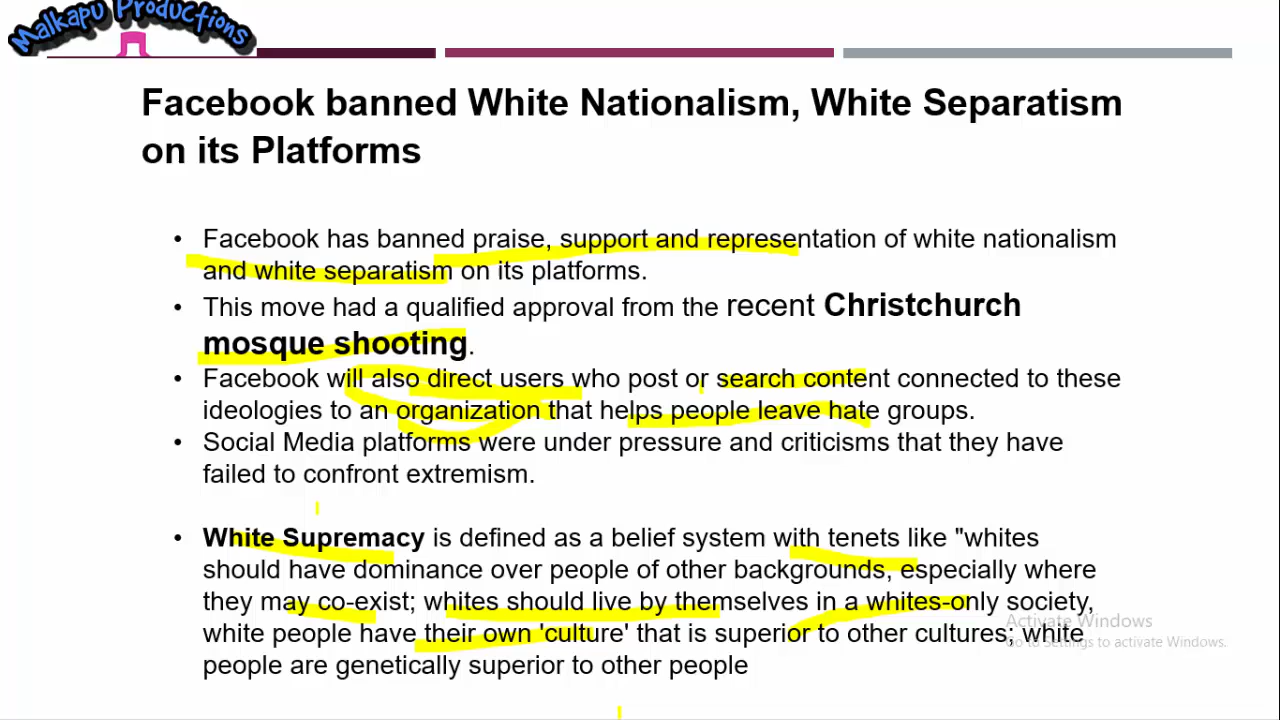 Malkapu Productions
Facebook banned White Nationalism, White Separatism
on its Platforms
• Facebook has banned praise, support and representation of white nationalism
and white separatism on its platforms.
• This move had a qualified approval from the recent Christchurch
mosque shooting.
• Facebook will also direct users who post or search content connected to these
ideologies to an organization that helps people leave hate groups.
• Social Media platforms were under pressure and criticisms that they have
failed to confront extremism.
• White Supremacy is defined as a belief system with tenets like "whites
should have dominance over people of other backgrounds, especially where
they may co-exist; whites should live by themselves in a whites-only society,
white people have their own 'culture' that is superior to other cultures; white
people are genetically superior to other people
Activate Windows
Go to Settings to activate Windows.